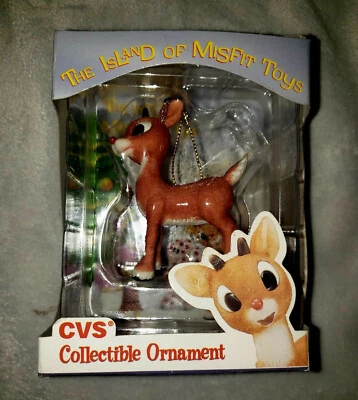 THE ISLAND OF MISFIT TOYS
CVS®
Collectible Ornament